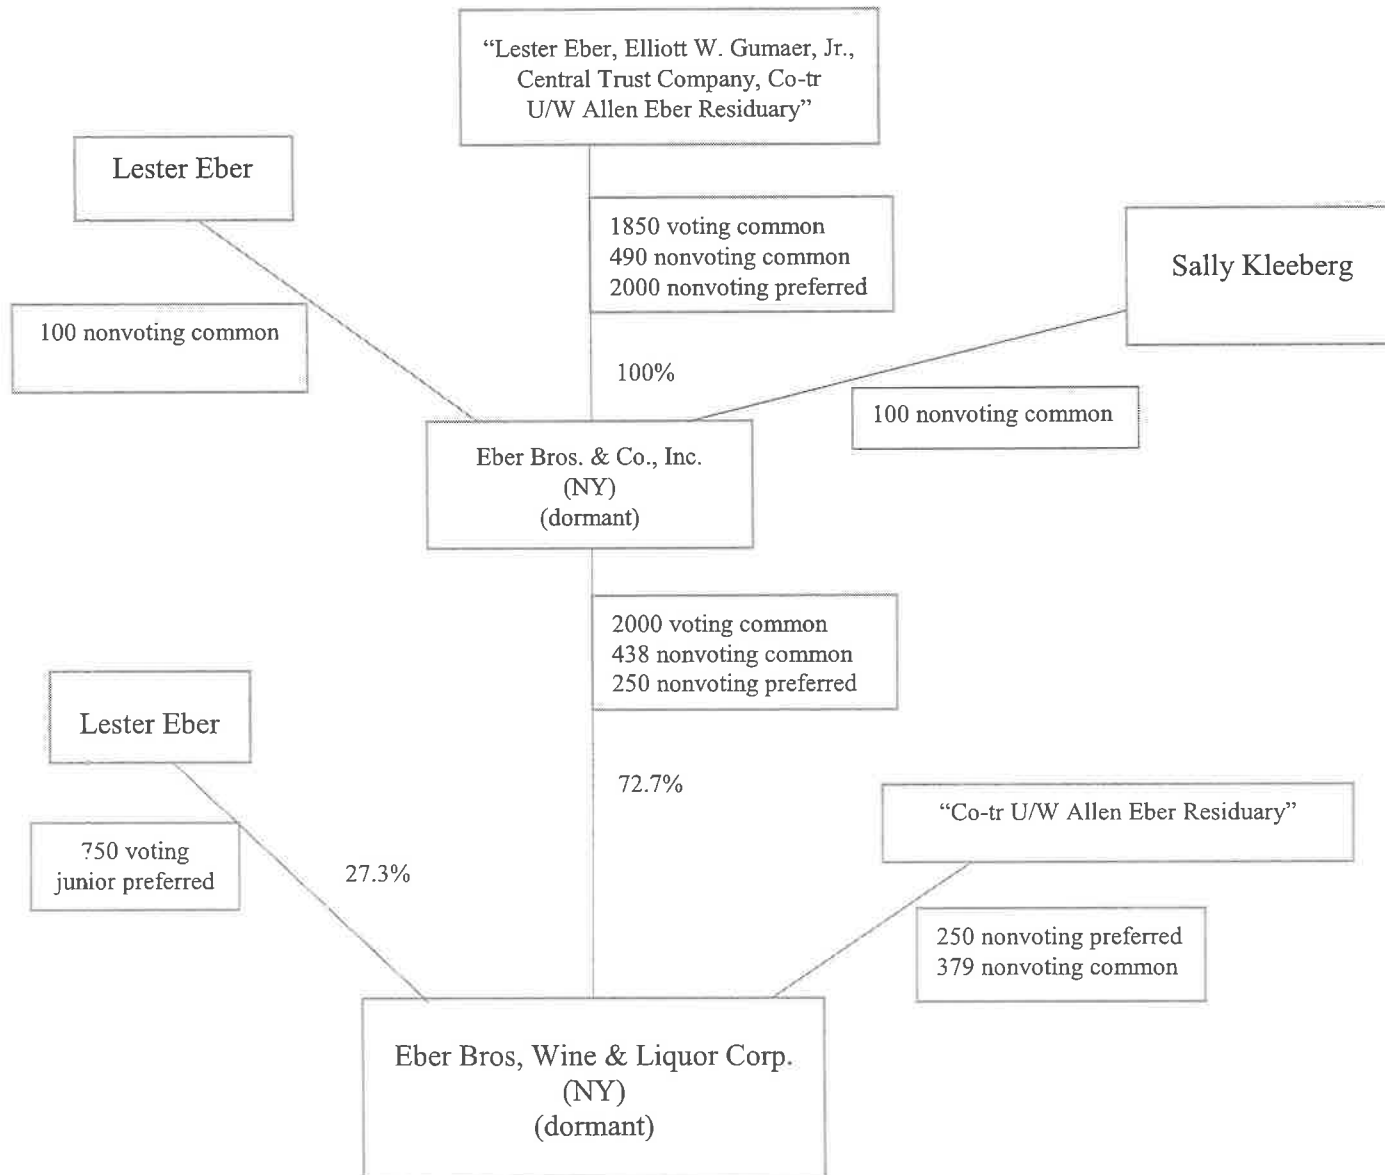 “Lester Eber, Elliott W. Gumaer, Jr.,
Central Trust Company, Co-tr
U/W Allen Eber Residuary”
Lester Eber
1850 voting common
490 nonvoting common
2000 nonvoting preferred
Sally Kleeberg
100 nonvoting common
100%
100 nonvoting common
Eber Bros. & Co., Inc.
(NY)
(dormant)
2000 voting common
438 nonvoting common
250 nonvoting preferred
Lester Eber
72.7%
“Co-tr U/W Allen Eber Residuary”
750 voting
junior preferred
27.3%
250 nonvoting preferred
379 nonvoting common
Eber Bros, Wine & Liquor Corp.
(NY)
(dormant)